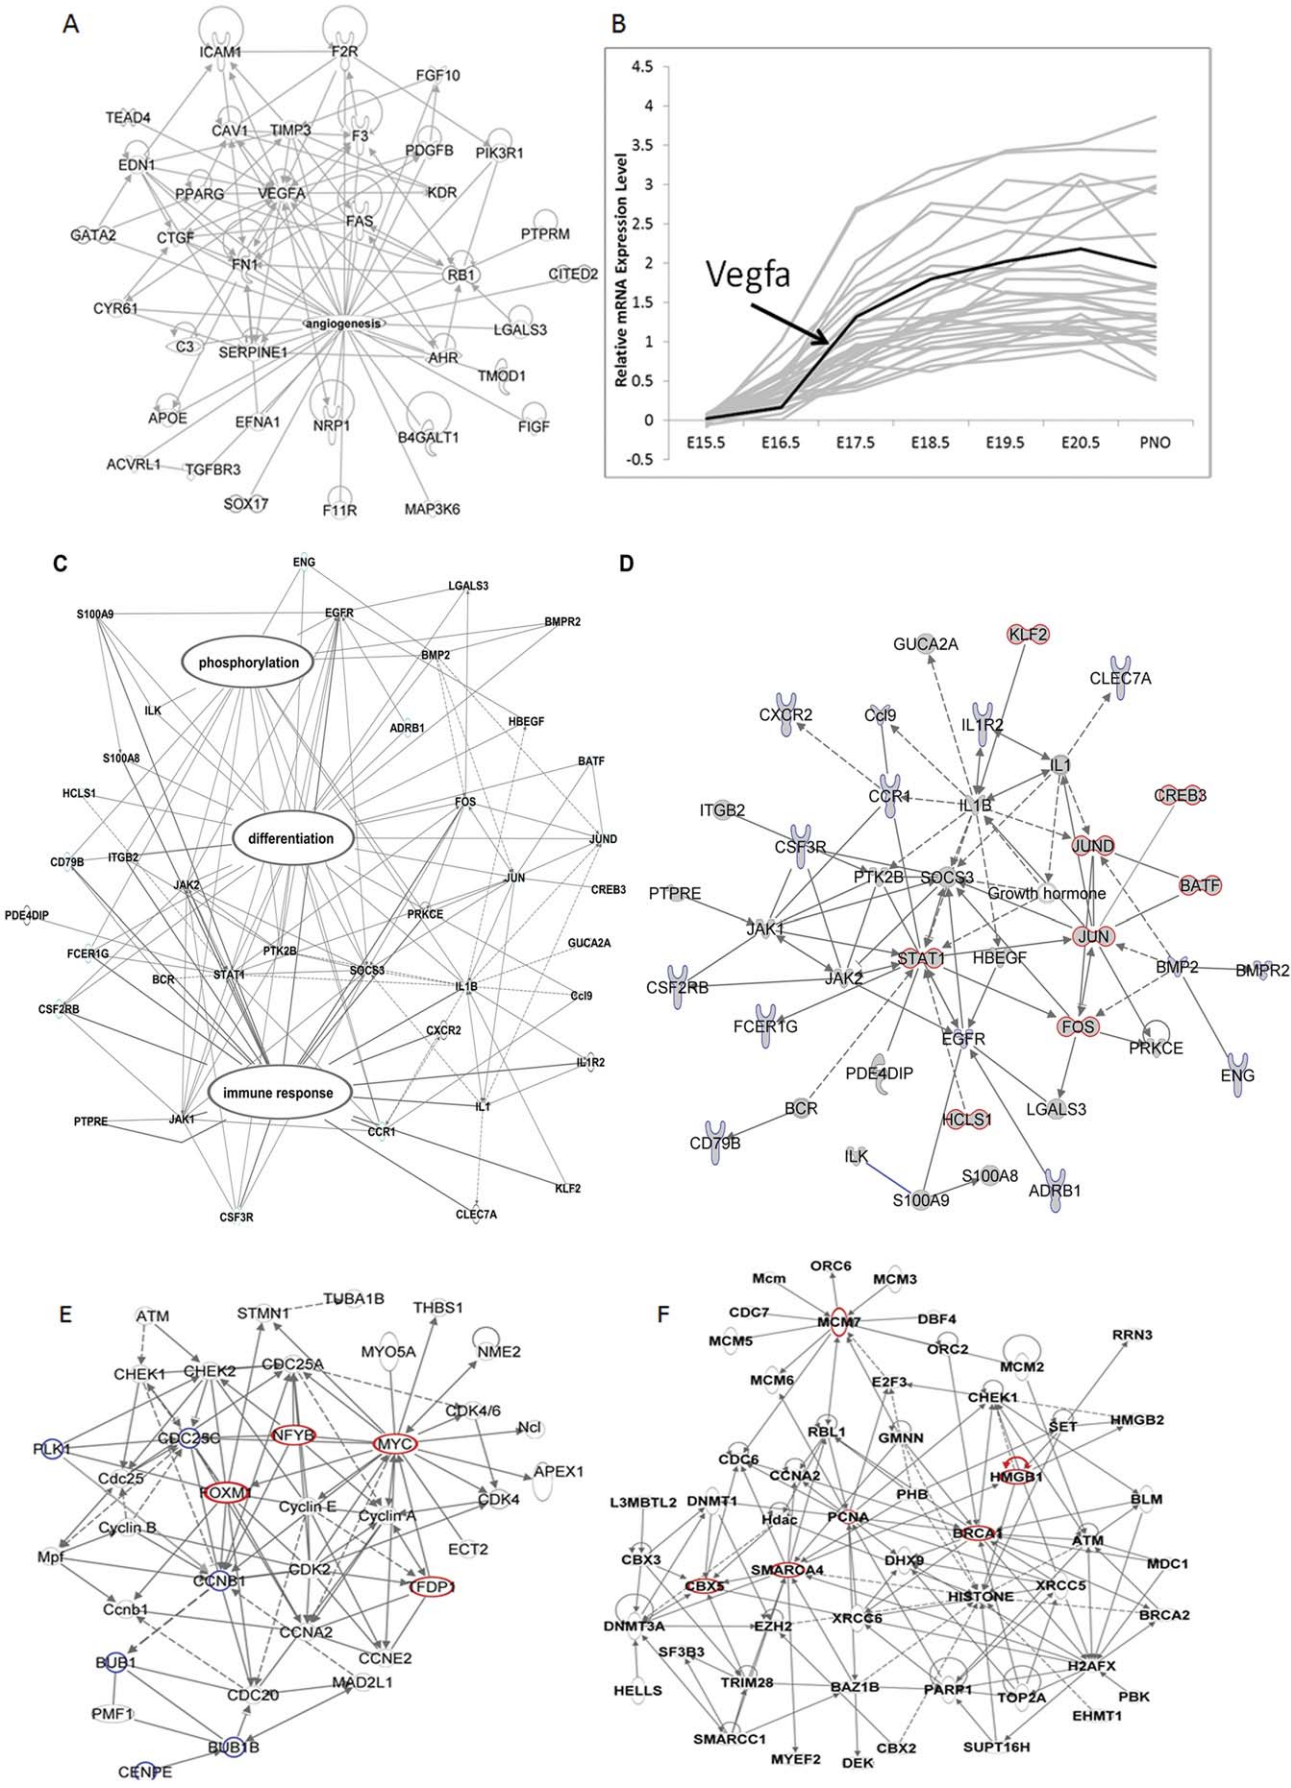 A
ICAM1
F2R
FGF10
TEAD4
CAV1
TIMP3
F3
PDGFB
PIK3R1
EDN1
PPARG
VEGFA
KDR
FAS
GATA2
CTGF
PTPRM
FN1
RB1
CITED2
CYR61
angiogenesis
LGALS3
C3
SERPINE1
AHR
TMOD1
APOE
EFNA1
NRP1
B4GALT1
FIGF
ACVRL1
TGFBR3
SOX17
F11R
MAP3K6
B
Relative mRNA Expression Level
4.5
4
3.5
3
2.5
2
1.5
1
0.5
0
-0.5
Vegfa
E15.5 E16.5 E17.5 E18.5 E19.5 E20.5 PNO
C
ENG
LGALS3
S100A9
EGFR
BMPR2
phosphorylation
BMP2
ILK
ADRB1
HBEGF
S100A8
BATF
HCLS1
FOS
differentiation
JUND
CD79B
ITGB2
JAK2
JUN
CREB3
PDE4DIP
PRKCE
FCER1G
PTK2B
GUCA2A
BCR
STAT1
SOCS3
IL1B
Ccl9
CSF2RB
CXCR2
IL1R2
immune response
IL1
PTPRE
JAK1
CCR1
KLF2
CSF3R
CLEC7A
D
GUCA2A
KLF2
CLEC7A
CXCR2
Ccl9
IL1R2
IL1
CCR1
IL1B
CREB3
ITGB2
CSF3R
JUND
PTK2B
SOCS3
BATF
PTPRE
Growth hormone
JAK1
JUN
STAT1
HBEGF
BMP2
BMPR2
JAK2
CSF2RB
FCER1G
EGFR
FOS
PRKCE
PDE4DIP
ENG
BCR
HCLS1
LGALS3
CD79B
ILK
S100A8
S100A9
ADRB1
E
ATM
STMN1
TUBA1B
THBS1
MYO5A
NME2
CHEK1
CHEK2
CDC25A
CDK4/6
Ncl
PLK1
CDC25C
NFYB
MYC
Cdc25
APEX1
FOXM1
Cyclin E
Cyclin A
CDK4
Cyclin B
ECT2
Mpf
CCNB1
CDK2
TFDP1
Ccnb1
CCNA2
CCNE2
BUB1
CDC20
MAD2L1
PMF1
BUB1B
CENPE
F
ORC6
Mcm
MCM3
CDC7
MCM7
DBF4
MCM5
ORC2
RRN3
MCM6
MCM2
E2F3
CHEK1
RBL1
GMNN
SET
HMGB2
CDC6
CCNA2
HMGB1
L3MBTL2
DNMT1
PHB
BLM
Hdac
PCNA
BRCA1
ATM
CBX3
DHX9
MDC1
CBX5
SMARCA4
HISTONE
XRCC5
BRCA2
DNMT3A
EZH2
XRCC6
SF3B3
H2AFX
HELLS
TRIM28
BAZ1B
PARP1
TOP2A
PBK
EHMT1
SMARCC1
MYEF2
DEK
CBX2
SUPT16H